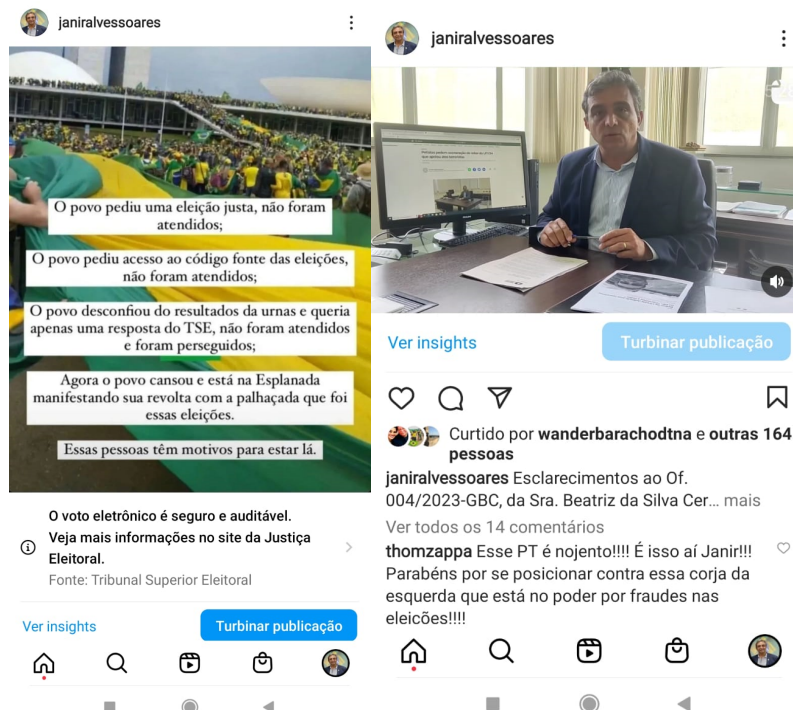 janiralvessoares
O povo pediu uma eleição justa, não foram
atendidos;
O povo pediu acesso ao código fonte das eleições,
não foram atendidos;
O povo desconfiou do resultados da urnas e queria
apenas uma resposta do TSE, não foram atendidos
e foram perseguidos;
Agora o povo cansou e está na Esplanada
manifestando sua revolta com a palhaçada que foi
essas eleições.
Essas pessoas têm motivos para estar lá.
O voto eletrônico é seguro e auditável.
Veja mais informações no site da Justiça
Eleitoral.
Fonte: Tribunal Superior Eleitoral
Ver insights
Turbinar publicação
janiralvessoares
Ver insights
Turbinar publicação
Curtido por wanderbarachodtna e outras 164
pessoas
janiralvessoares Esclarecimentos ao Of.
004/2023-GBC, da Sra. Beatriz da Silva Cer... mais
Ver todos os 14 comentários
thomzappa Esse PT é nojento!!!! É isso aí Janir!!!
Parabéns por se posicionar contra essa corja da
esquerda que está no poder por fraudes nas
eleicões!!!!